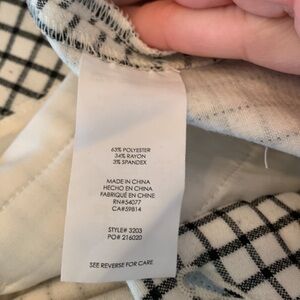 63% POLYESTER
34% RAYON
3% SPANDEX
MADE IN CHINA
HECHO EN CHINA
FABRIQUÉ EN CHINE
RN#54077
CA#59814
STYLE# 3203
PO# 216020
SEE REVERSE FOR CARE